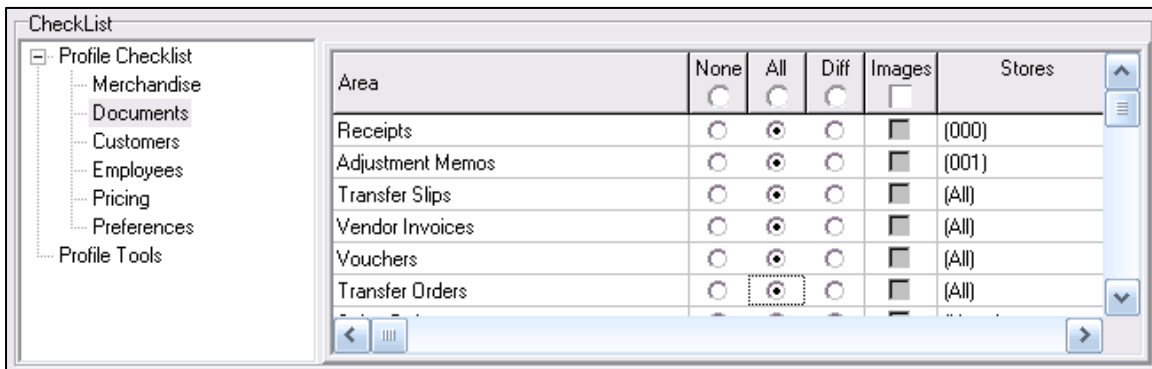 CheckList
Profile Checklist
Merchandise
Documents
Customers
Employees
Pricing
Preferences
Profile Tools
Area None All Diff Images Stores
Receipts (000)
Adjustment Memos (001)
Transfer Slips (All)
Vendor Invoices (All)
Vouchers (All)
Transfer Orders (All)